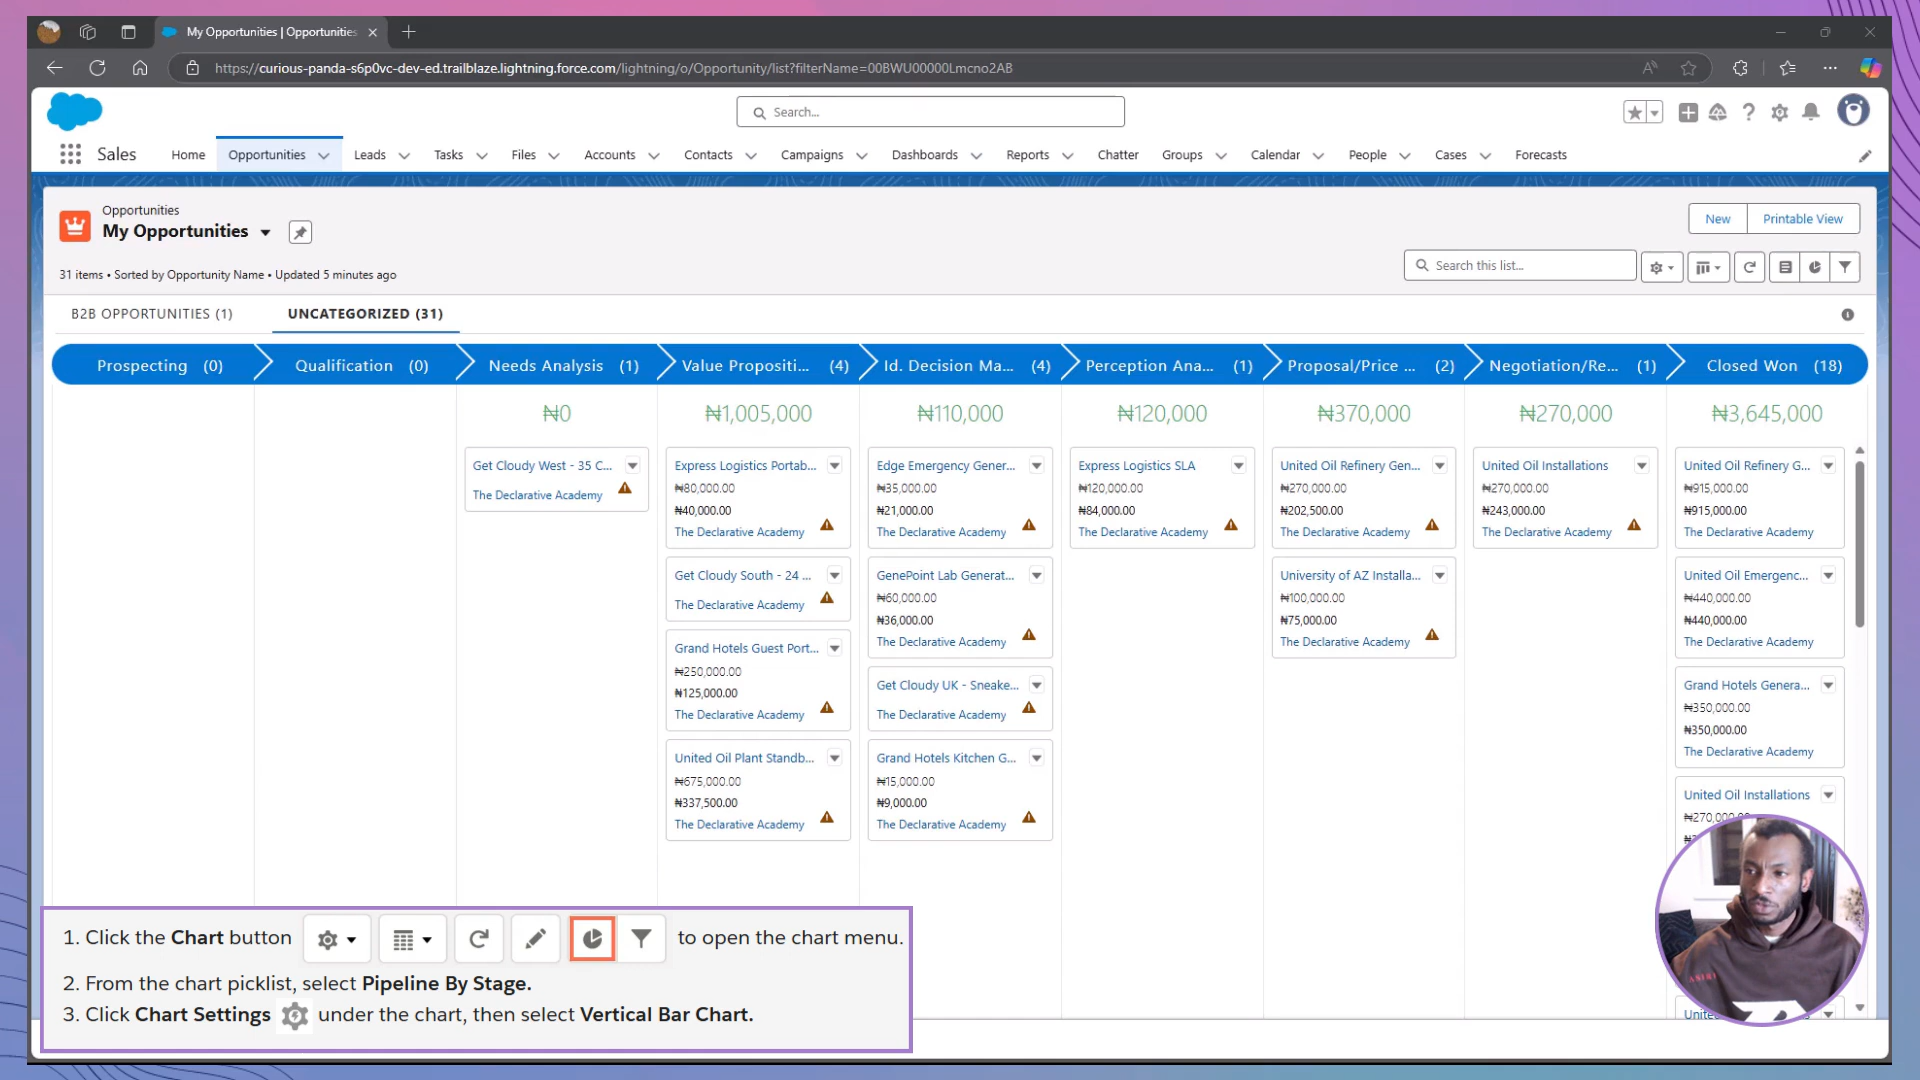 My Opportunities | Opportunities
https://curious-panda-s6p0vc-dev-ed.trailblaze.lightning.force.com/lightning/o/Opportunity/list?filterName=00BWU00000Lmcno2AB
Search...
Sales Home Opportunities Leads Tasks Files Accounts Contacts Campaigns Dashboards Reports Chatter Groups Calendar People Cases Forecasts
Opportunities
My Opportunities
New Printable View
31 items • Sorted by Opportunity Name • Updated 5 minutes ago
Search this list...
B2B OPPORTUNITIES (1) UNCATEGORIZED (31)
Prospecting (0) Qualification (0) Needs Analysis (1) Value Propositi... (4) Id. Decision Ma... (4) Perception Ana... (1) Proposal/Price ... (2) Negotiation/Re... (1) Closed Won (18)
₦0 ₦1,005,000 ₦110,000 ₦120,000 ₦370,000 ₦270,000 ₦3,645,000
Get Cloudy West - 35 C...
The Declarative Academy
Express Logistics Portab...
₦80,000.00
₦40,000.00
The Declarative Academy
Get Cloudy South - 24 ...
The Declarative Academy
Grand Hotels Guest Port...
₦250,000.00
₦125,000.00
The Declarative Academy
United Oil Plant Standb...
₦675,000.00
₦337,500.00
The Declarative Academy
Edge Emergency Gener...
₦35,000.00
₦21,000.00
The Declarative Academy
GenePoint Lab Generat...
₦60,000.00
₦36,000.00
The Declarative Academy
Get Cloudy UK - Sneake...
The Declarative Academy
Grand Hotels Kitchen G...
₦15,000.00
₦9,000.00
The Declarative Academy
Express Logistics SLA
₦120,000.00
₦84,000.00
The Declarative Academy
United Oil Refinery Gen...
₦270,000.00
₦202,500.00
The Declarative Academy
University of AZ Installa...
₦100,000.00
₦75,000.00
The Declarative Academy
United Oil Installations
₦270,000.00
₦243,000.00
The Declarative Academy
United Oil Refinery G...
₦915,000.00
₦915,000.00
The Declarative Academy
United Oil Emergenc...
₦440,000.00
₦440,000.00
The Declarative Academy
Grand Hotels Genera...
₦350,000.00
₦350,000.00
The Declarative Academy
United Oil Installations
₦270,000.00
United
1. Click the Chart button to open the chart menu.
2. From the chart picklist, select Pipeline By Stage.
3. Click Chart Settings under the chart, then select Vertical Bar Chart.